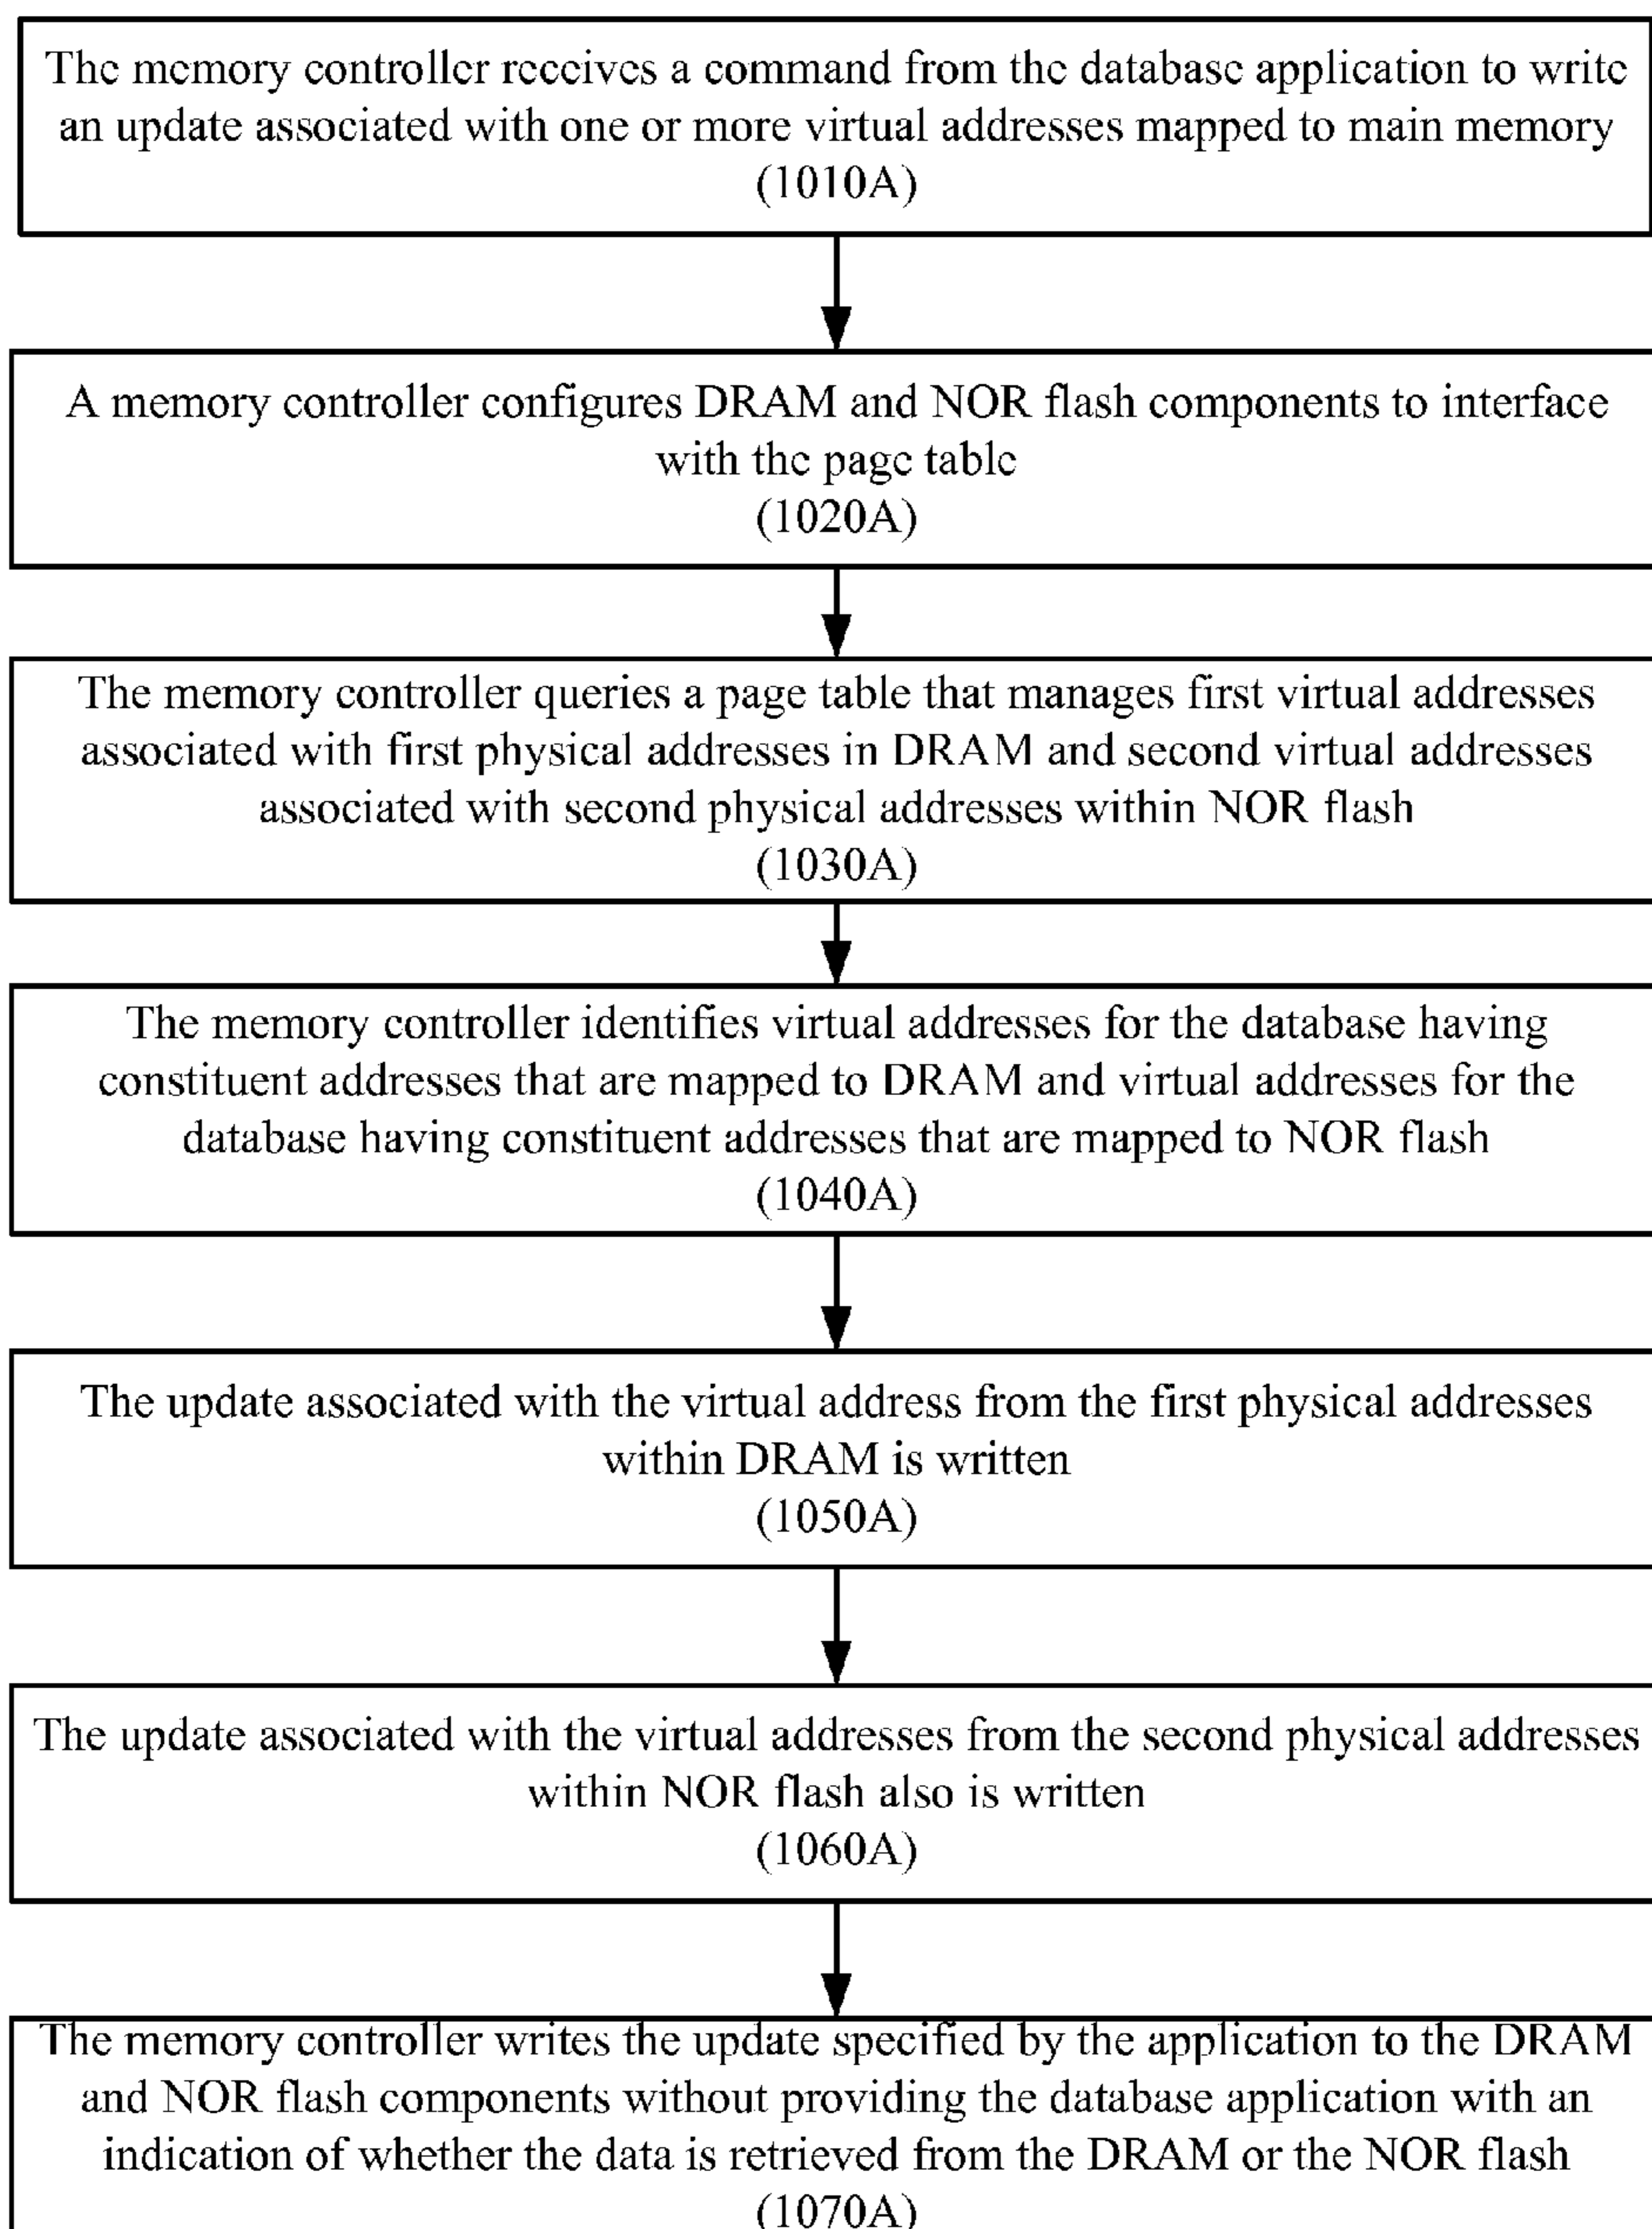 The memory controller receives a command from the database application to write
an update associated with one or more virtual addresses mapped to main memory
(1010A)
A memory controller configures DRAM and NOR flash components to interface
with the page table
(1020A)
The memory controller queries a page table that manages first virtual addresses
associated with first physical addresses in DRAM and second virtual addresses
associated with second physical addresses within NOR flash
(1030A)
The memory controller identifies virtual addresses for the database having
constituent addresses that are mapped to DRAM and virtual addresses for the
database having constituent addresses that are mapped to NOR flash
(1040A)
The update associated with the virtual address from the first physical addresses
within DRAM is written
(1050A)
The update associated with the virtual addresses from the second physical addresses
within NOR flash also is written
(1060A)
The memory controller writes the update specified by the application to the DRAM
and NOR flash components without providing the database application with an
indication of whether the data is retrieved from the DRAM or the NOR flash
(1070A)